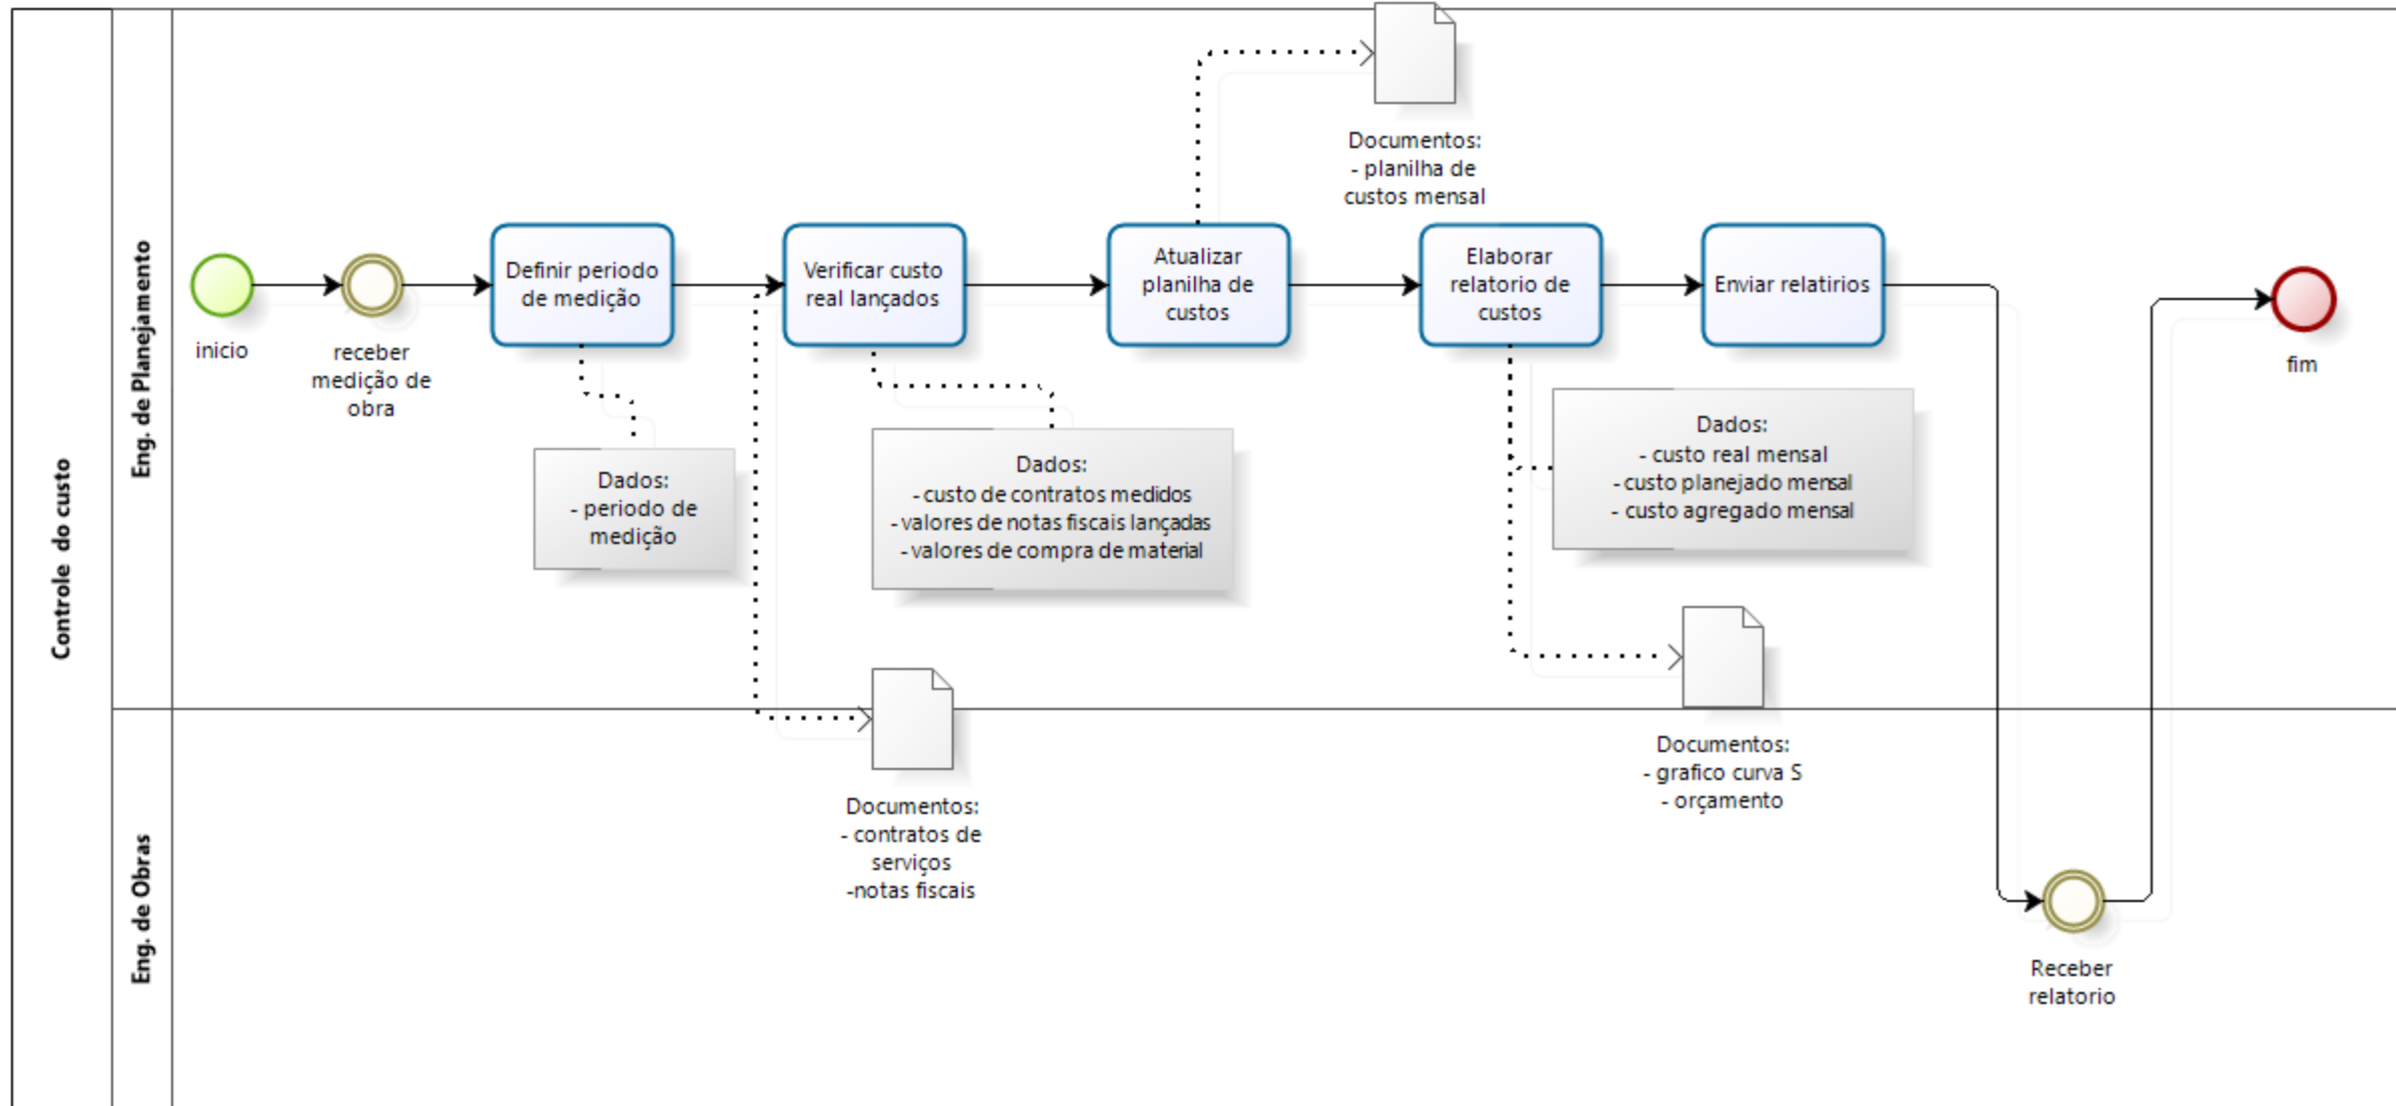 Controle do custo
Eng. de Planejamento
Eng. de Obras
inicio
receber
medição de
obra
Definir periodo
de medição
Dados:
- periodo de
medição
Verificar custo
real lançados
Dados:
- custo de contratos medidos
- valores de notas fiscais lançadas
- valores de compra de material
Documentos:
- contratos de
serviços
-notas fiscais
Atualizar
planilha de
custos
Documentos:
- planilha de
custos mensal
Elaborar
relatorio de
custos
Dados:
- custo real mensal
- custo planejado mensal
- custo agregado mensal
Documentos:
- grafico curva S
- orçamento
Enviar relatirios
Receber
relatorio
fim